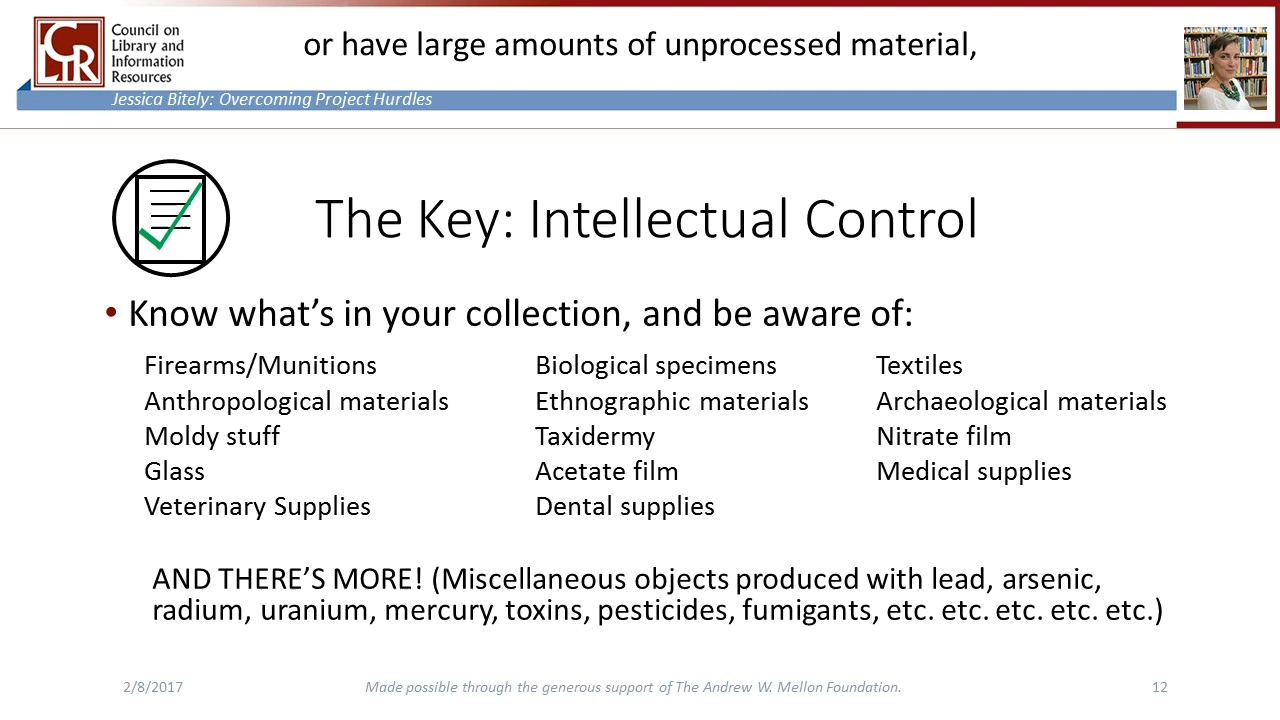 CLIR
Council on
Library and
Information
Resources
or have large amounts of unprocessed material,
Jessica Bitely: Overcoming Project Hurdles
The Key: Intellectual Control
• Know what’s in your collection, and be aware of:
Firearms/Munitions Biological specimens Textiles
Anthropological materials Ethnographic materials Archaeological materials
Moldy stuff Taxidermy Nitrate film
Glass Acetate film Medical supplies
Veterinary Supplies Dental supplies
AND THERE’S MORE! (Miscellaneous objects produced with lead, arsenic,
radium, uranium, mercury, toxins, pesticides, fumigants, etc. etc. etc. etc. etc.)
2/8/2017 Made possible through the generous support of The Andrew W. Mellon Foundation. 12